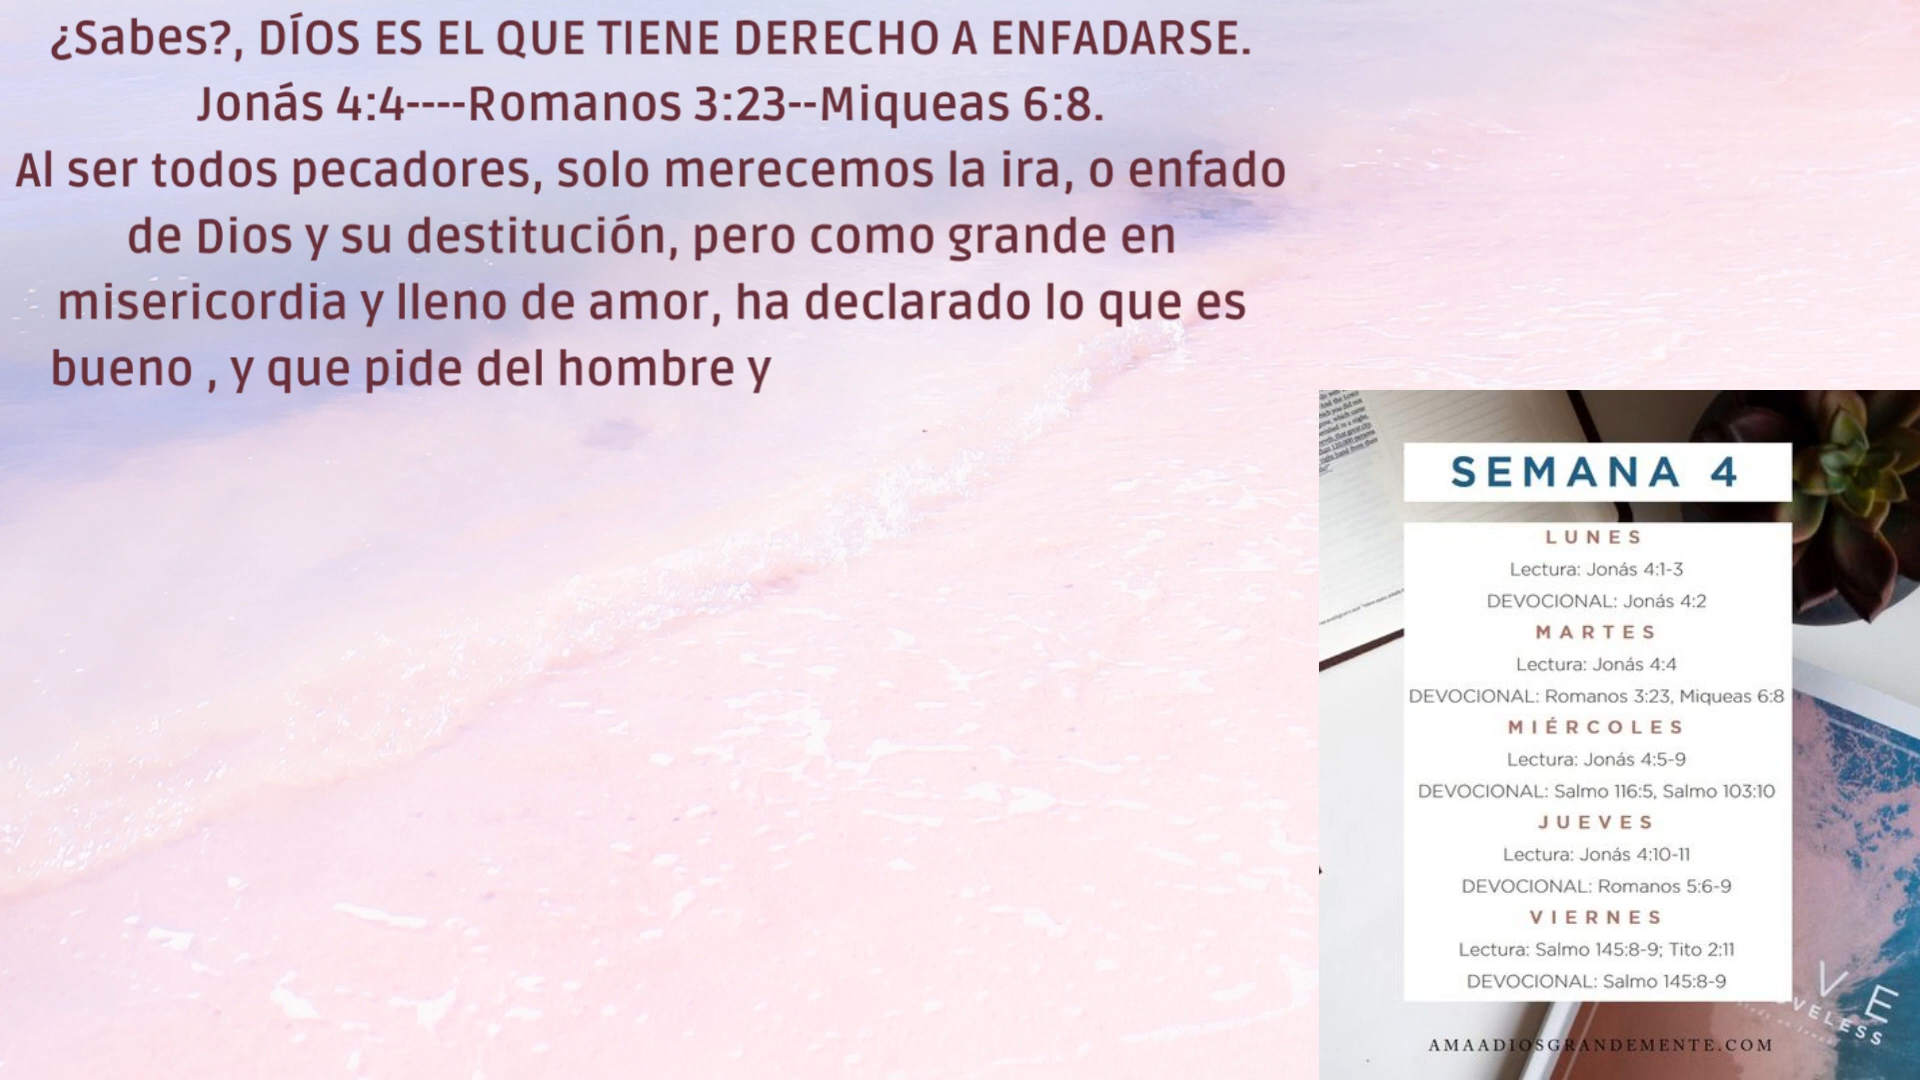 ¿Sabes?, DÍOS ES EL QUE TIENE DERECHO A ENFADARSE.
Jonás 4:4----Romanos 3:23--Miqueas 6:8.
Al ser todos pecadores, solo merecemos la ira, o enfado
de Dios y su destitución, pero como grande en
misericordia y lleno de amor, ha declarado lo que es
bueno , y que pide del hombre y
SEMANA 4
LUNES
Lectura: Jonás 4:1-3
DEVOCIONAL: Jonás 4:2
MARTES
Lectura: Jonás 4:4
DEVOCIONAL: Romanos 3:23, Miqueas 6:8
MIÉRCOLES
Lectura: Jonás 4:5-9
DEVOCIONAL: Salmo 116:5, Salmo 103:10
JUEVES
Lectura: Jonás 4:10-11
DEVOCIONAL: Romanos 5:6-9
VIERNES
Lectura: Salmo 145:8-9; Tito 2:11
DEVOCIONAL: Salmo 145:8-9
AMAADIOSGRANDEMENTE.COM